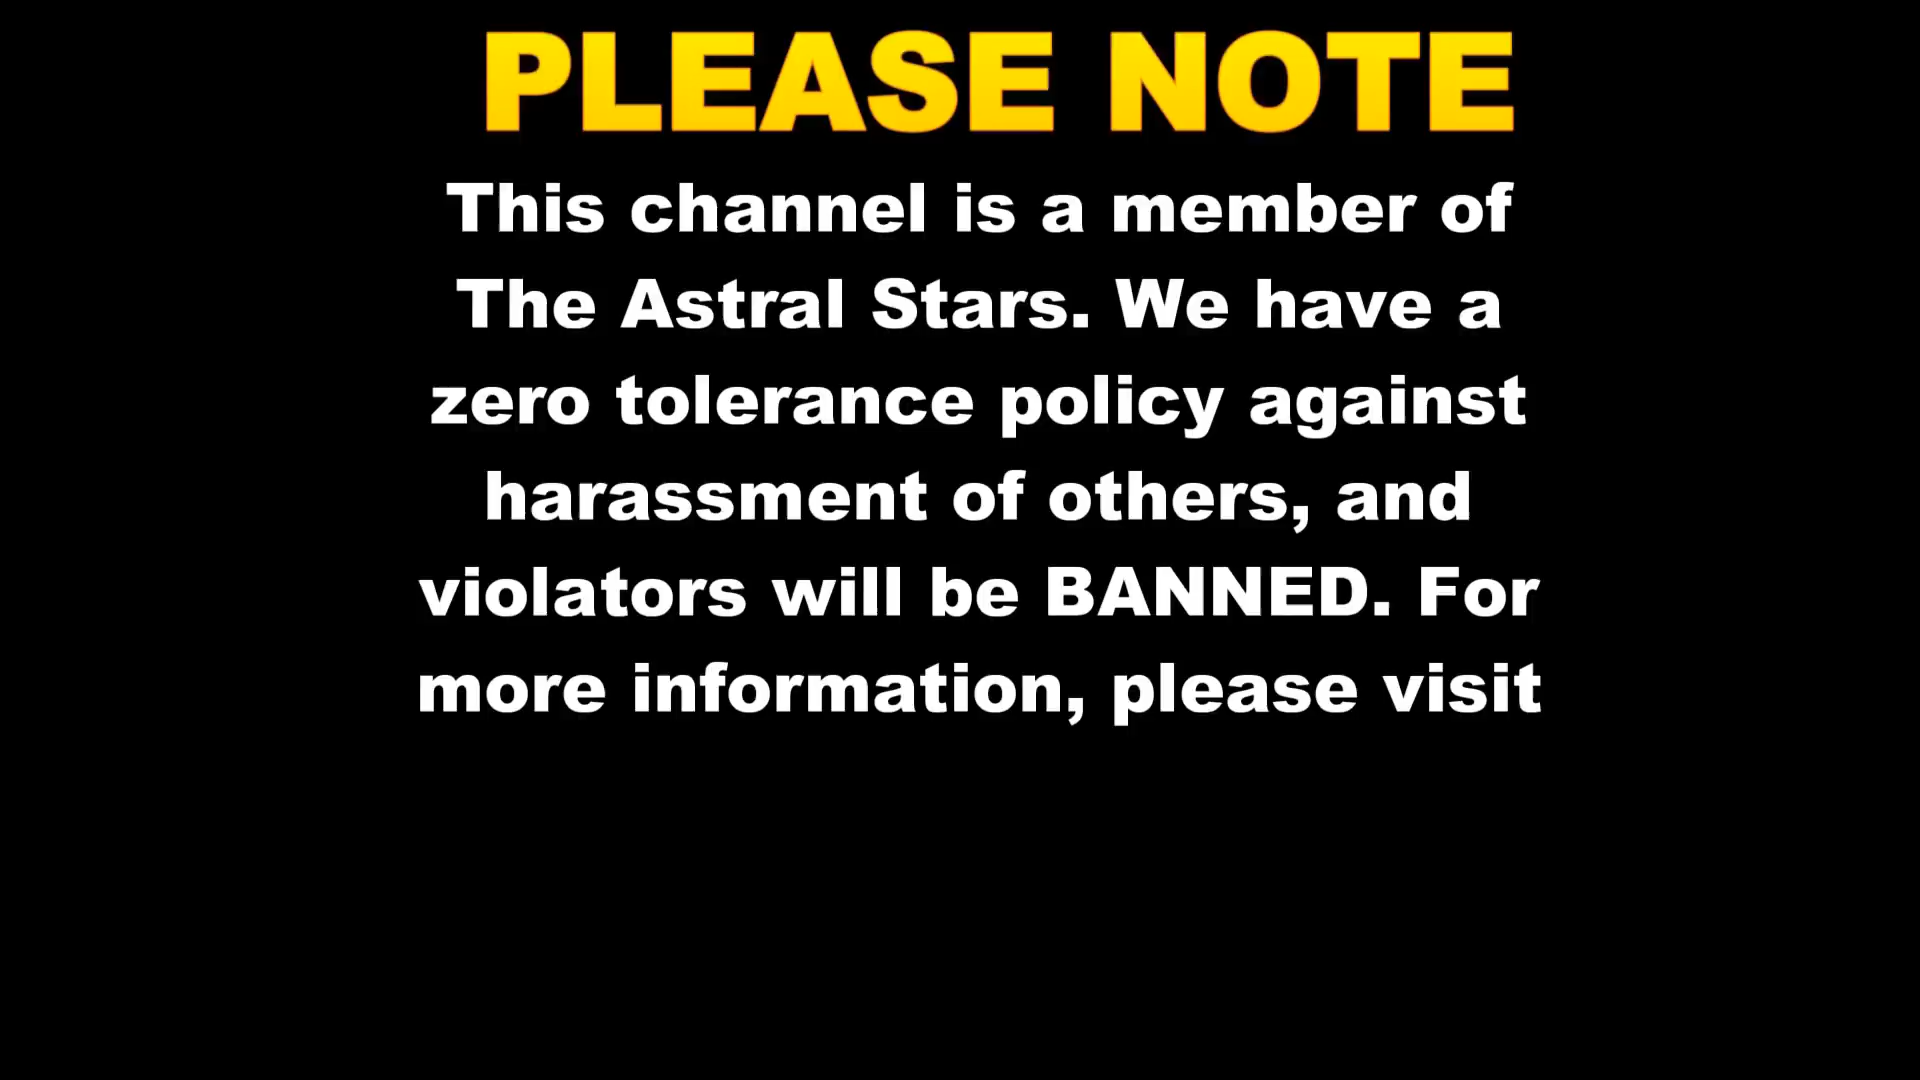 PLEASE NOTE
This channel is a member of
The Astral Stars. We have a
zero tolerance policy against
harassment of others, and
violators will be BANNED. For
more information, please visit